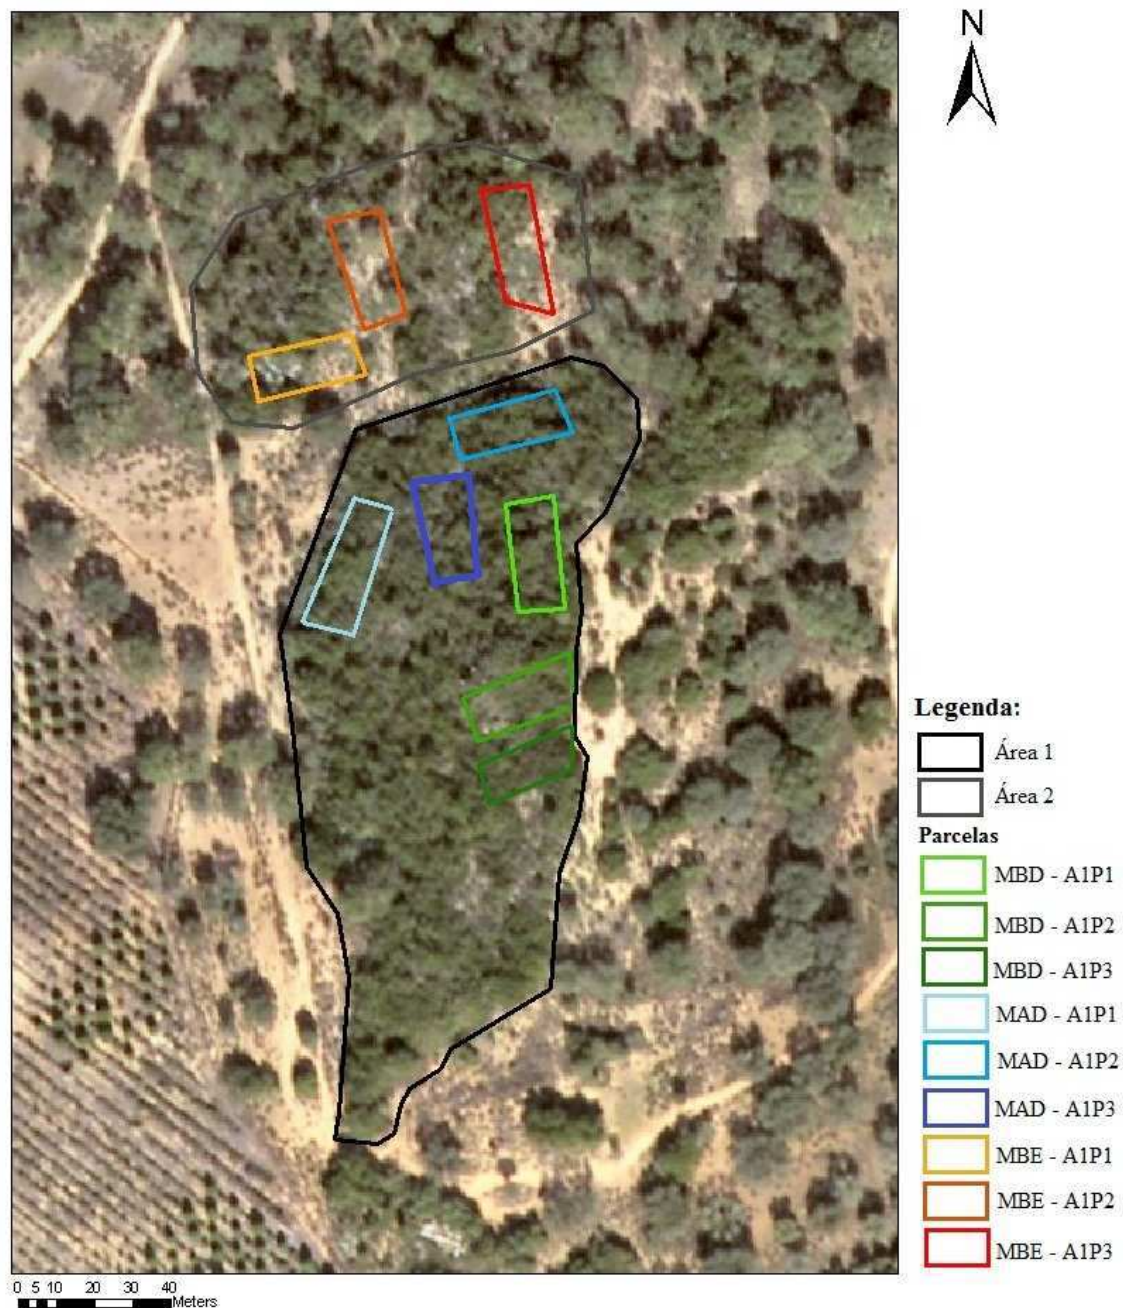 N
Legenda:
Área 1
Área 2
Parcelas
MBD - A1P1
MBD - A1P2
MBD - A1P3
MAD - A1P1
MAD - A1P2
MAD - A1P3
MBE - A1P1
MBE - A1P2
MBE - A1P3
0 5 10 20 30 40
Meters